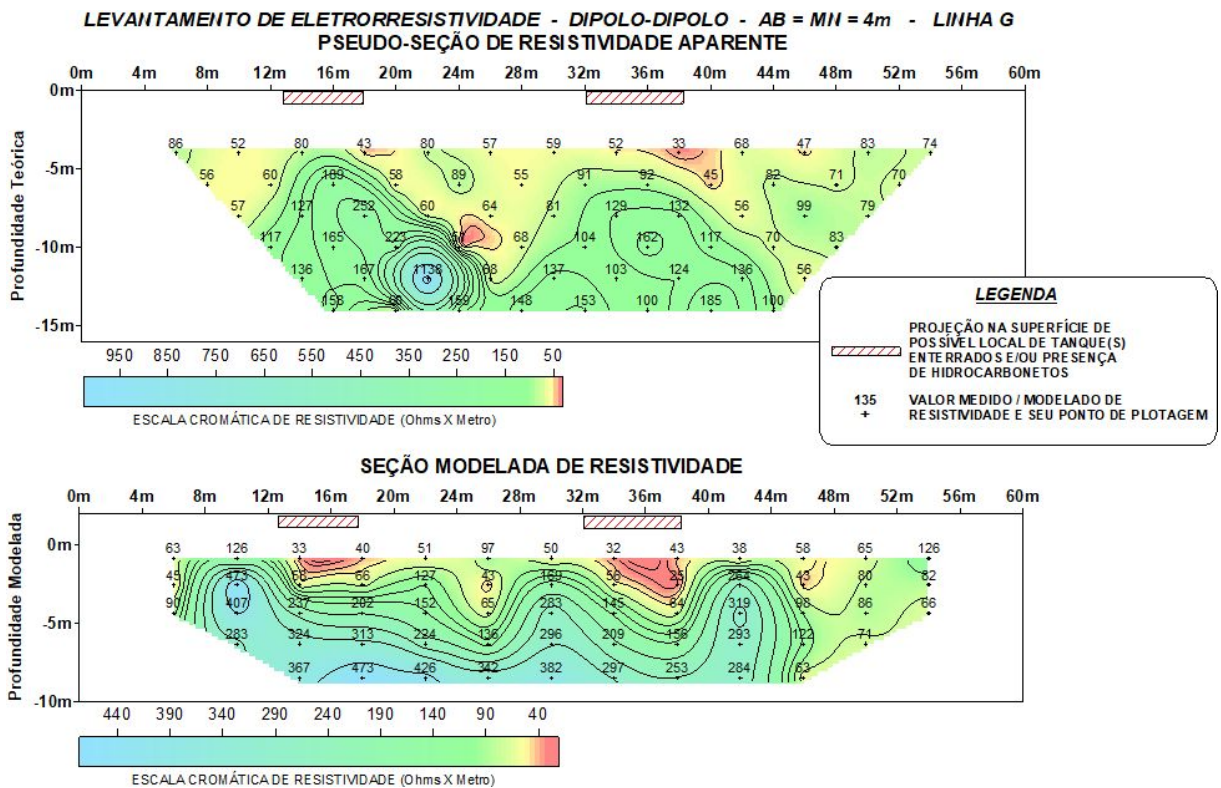 LEVANTAMENTO DE ELETRORRESISTIVIDADE - DIPOLO-DIPOLO - AB = MN = 4m - LINHA G
PSEUDO-SEÇÃO DE RESISTIVIDADE APARENTE
0m 4m 8m 12m 16m 20m 24m 28m 32m 36m 40m 44m 48m 52m 56m 60m
Profundidade Teórica
0m
86 52 80 43 80 57 59 52 33 68 47 83 74
-5m
56 60 189 58 89 55 91 92 45 82 71 70
57 127 252 60 64 81 129 132 56 99 79
-10m
117 165 223 68 104 162 117 70 83
136 167 1138 68 137 103 124 136 56
158 60 159 148 153 100 185 100
-15m
950 850 750 650 550 450 350 250 150 50
ESCALA CROMÁTICA DE RESISTIVIDADE (Ohms X Metro)
LEGENDA
PROJEÇÃO NA SUPERFÍCIE DE
POSSÍVEL LOCAL DE TANQUE(S)
ENTERRADOS E/OU PRESENÇA
DE HIDROCARBONETOS
135 VALOR MEDIDO / MODELADO DE
+ RESISTIVIDADE E SEU PONTO DE PLOTAGEM
SEÇÃO MODELADA DE RESISTIVIDADE
0m 4m 8m 12m 16m 20m 24m 28m 32m 36m 40m 44m 48m 52m 56m 60m
Profundidade Modelada
0m
63 126 33 40 51 97 50 32 43 38 58 65 126
45 473 68 66 127 43 169 56 25 264 43 80 82
90 407 237 202 152 65 283 145 84 319 98 86 66
-5m
283 324 313 224 136 296 209 156 293 122 71
367 473 426 342 382 297 253 284 63
-10m
440 390 340 290 240 190 140 90 40
ESCALA CROMÁTICA DE RESISTIVIDADE (Ohms X Metro)